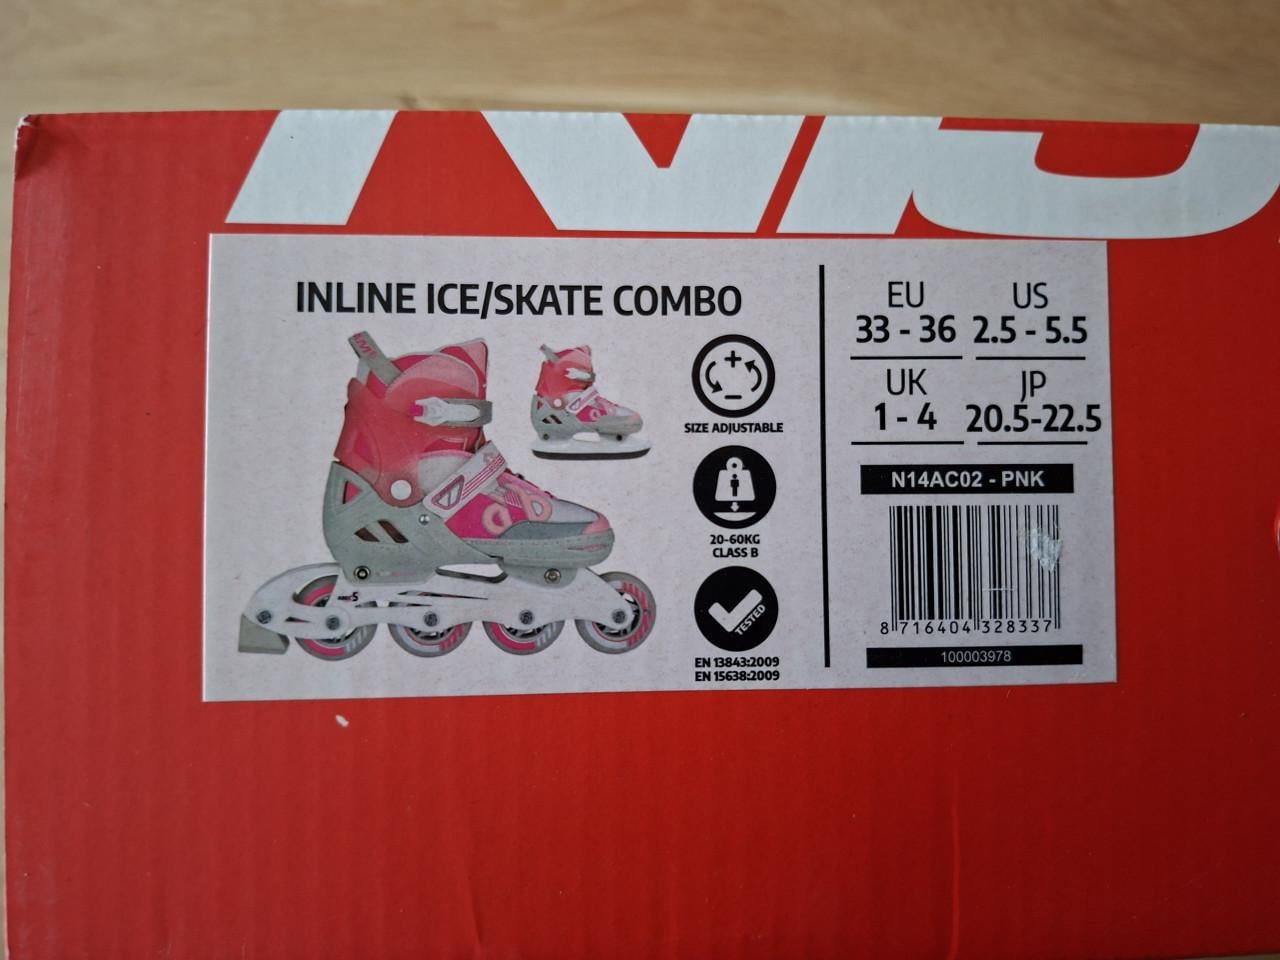 INLINE ICE/SKATE COMBO
SIZE ADJUSTABLE
20-60KG
CLASS B
TESTED
EN 13843:2009
EN 15638:2009
EU US
33 - 36 2.5 - 5.5
UK JP
1 - 4 20.5-22.5
N14AC02 - PNK
8 716404 328337
100003978